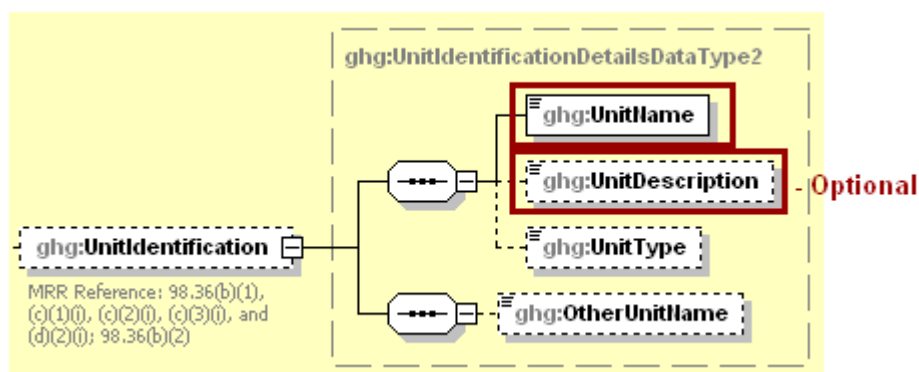 ghg:UnitIdentificationDetailsDataType2
ghg:UnitName
ghg:UnitDescription
- Optional
ghg:UnitType
ghg:UnitIdentification
MRR Reference: 98.36(b)(1),
(c)(1)(i), (c)(2)(i), (c)(3)(i), and
(d)(2)(i); 98.36(b)(2)
ghg:OtherUnitName